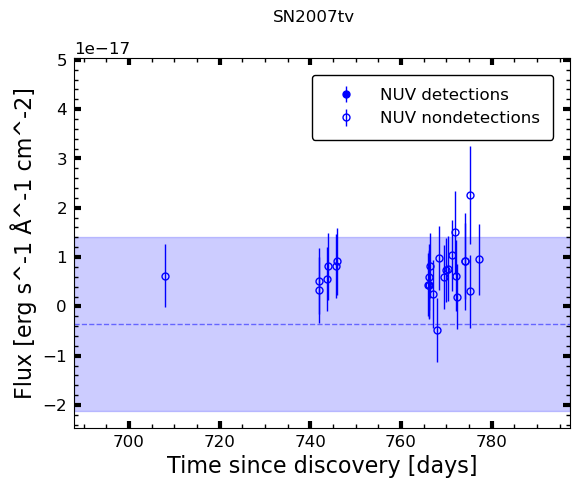 SN2007tv
1e−17
5
4
3
2
1
0
−1
−2
NUV detections
NUV nondetections
Flux [erg s^-1 Å^-1 cm^-2]
700 720 740 760 780
Time since discovery [days]